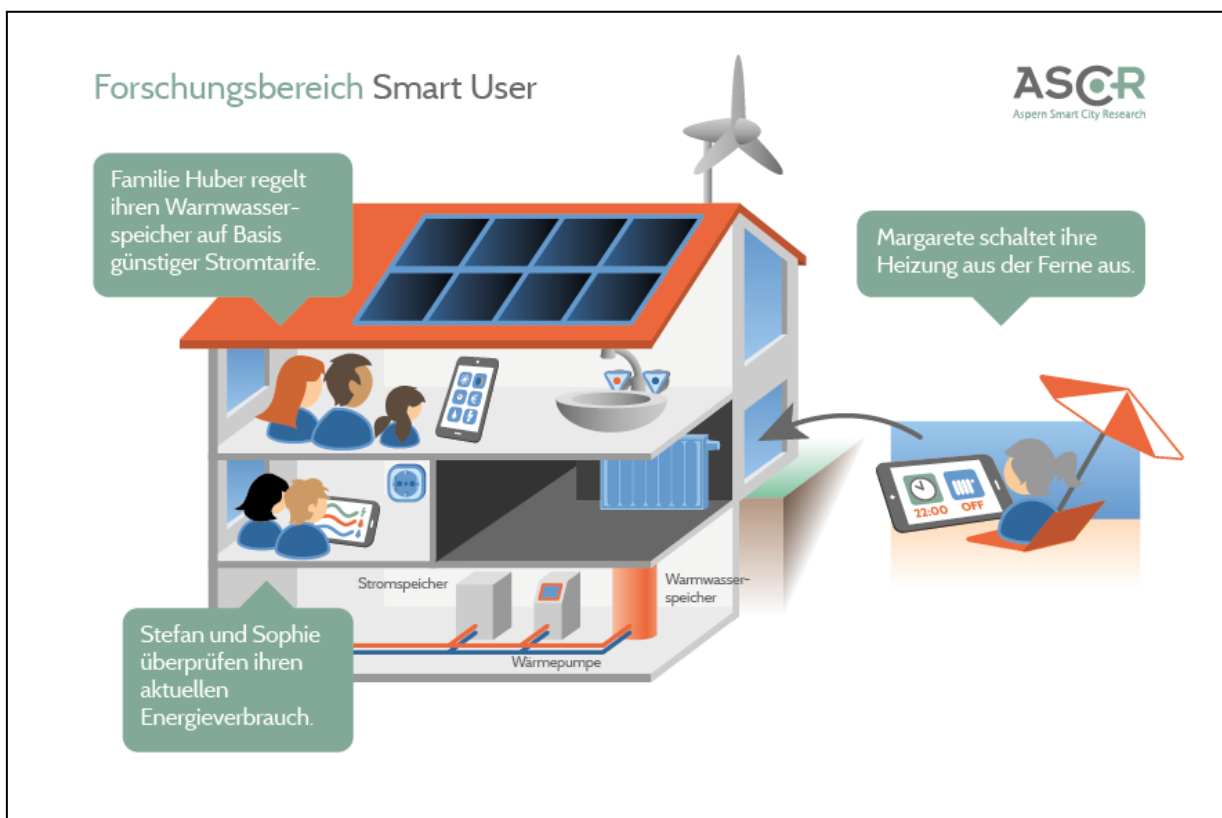 Forschungsbereich Smart User
ASCR
Aspern Smart City Research
Familie Huber regelt
ihren Warmwasser-
speicher auf Basis
günstiger Stromtarife.
Margarete schaltet ihre
Heizung aus der Ferne aus.
22:00 OFF
Stromspeicher
Warmwasser-
speicher
Wärmepumpe
Stefan und Sophie
überprüfen ihren
aktuellen
Energieverbrauch.